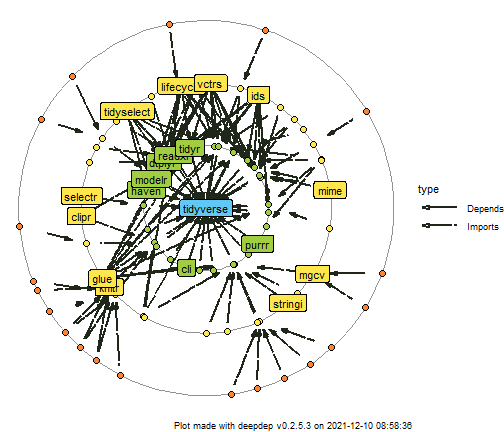 lifecyc
vctrs
ids
tidyselect
tidyr
readxl
dplyr
modelr
haven
selectr
clipr
tidyverse
mime
purrr
cli
mgcv
glue
knitr
stringi
type
Depends
Imports
Plot made with deepdep v0.2.5.3 on 2021-12-10 08:58:36